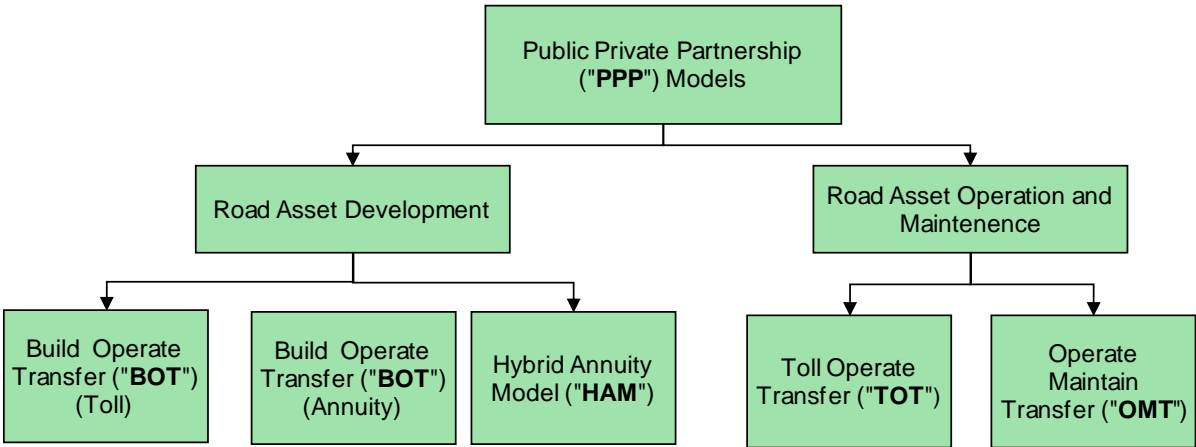 Public Private Partnership
("PPP") Models
Road Asset Development
Road Asset Operation and
Maintenence
Build Operate
Transfer ("BOT")
(Toll)
Build Operate
Transfer ("BOT")
(Annuity)
Hybrid Annuity
Model ("HAM")
Toll Operate
Transfer ("TOT")
Operate
Maintain
Transfer ("OMT")